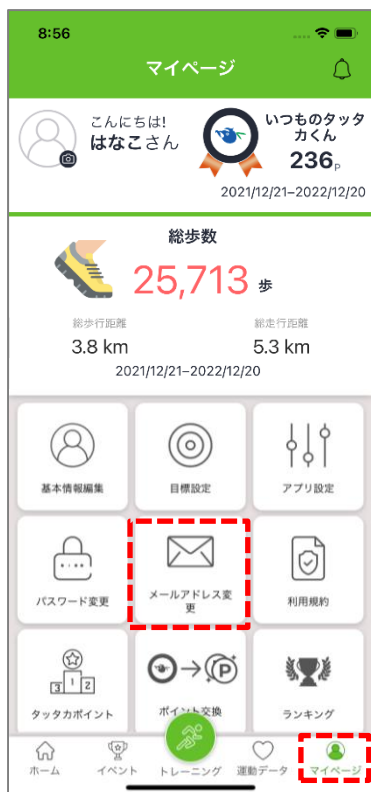 8:56
マイページ
こんにちは!
はなこさん
いつものタッタ
カくん
236P
2021/12/21–2022/12/20
総歩数
25,713 歩
総歩行距離
総走行距離
3.8 km
5.3 km
2021/12/21–2022/12/20
基本情報編集
目標設定
アプリ設定
パスワード変更
メールアドレス変
更
利用規約
3 1 2
P
タッタカポイント
ポイント交換
ランキング
ホーム
イベント
トレーニング
運動データ
マイページ